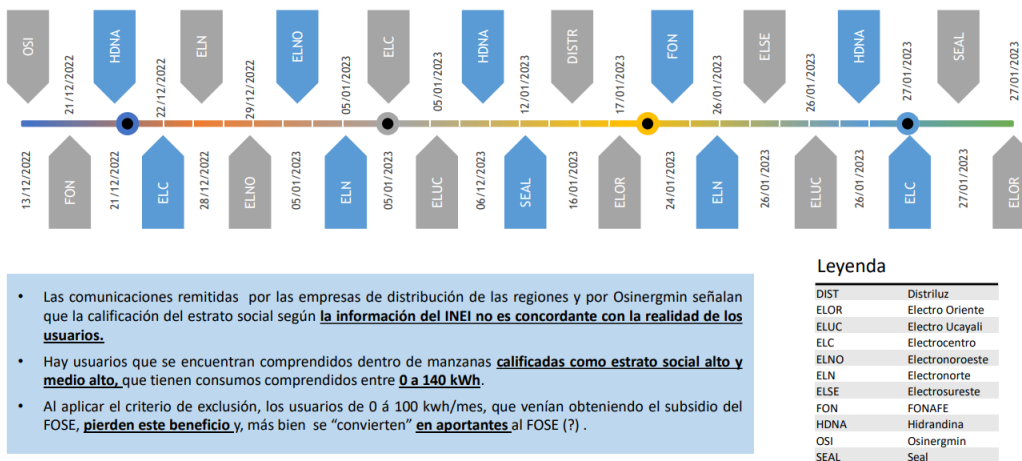 OSI
HDNA
ELN
ELNO
ELC
HDNA
DISTR
FON
ELSE
HDNA
SEAL
21/12/2022
22/12/2022
29/12/2022
05/01/2023
05/01/2023
12/01/2023
17/01/2023
26/01/2023
26/01/2023
27/01/2023
27/01/2023
13/12/2022
21/12/2022
28/12/2022
05/01/2023
05/01/2023
06/12/2023
16/01/2023
24/01/2023
26/01/2023
26/01/2023
27/01/2023
FON
ELC
ELNO
ELN
ELUC
SEAL
ELOR
ELN
ELUC
ELC
ELOR
• Las comunicaciones remitidas por las empresas de distribución de las regiones y por Osinergmin señalan
que la calificación del estrato social según la información del INEI no es concordante con la realidad de los
usuarios.
• Hay usuarios que se encuentran comprendidos dentro de manzanas calificadas como estrato social alto y
medio alto, que tienen consumos comprendidos entre 0 a 140 kWh.
• Al aplicar el criterio de exclusión, los usuarios de 0 á 100 kwh/mes, que venían obteniendo el subsidio del
FOSE, pierden este beneficio y, más bien se “convierten” en aportantes al FOSE (?) .
Leyenda
DIST Distriluz
ELOR Electro Oriente
ELUC Electro Ucayali
ELC Electrocentro
ELNO Electronoroeste
ELN Electronorte
ELSE Electrosureste
FON FONAFE
HDNA Hidrandina
OSI Osinergmin
SEAL Seal